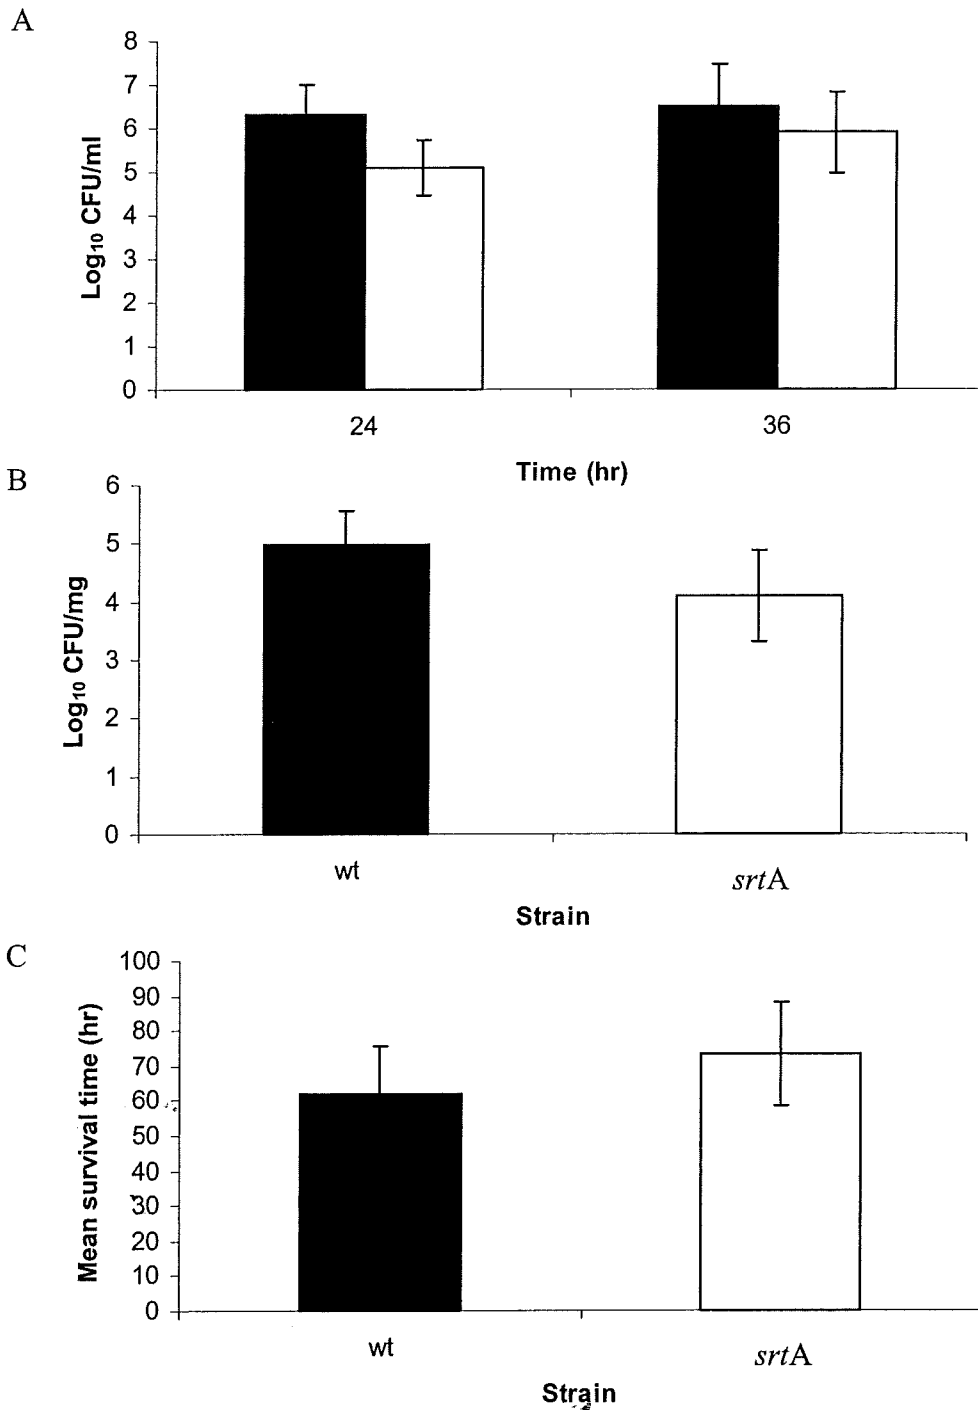 A
8
7
6
5
4
3
2
1
0
Log₁₀ CFU/ml
24 36
Time (hr)
B
6
5
4
3
2
1
0
Log₁₀ CFU/mg
wt srtA
Strain
C
100
90
80
70
60
50
40
30
20
10
0
Mean survival time (hr)
wt srtA
Strain